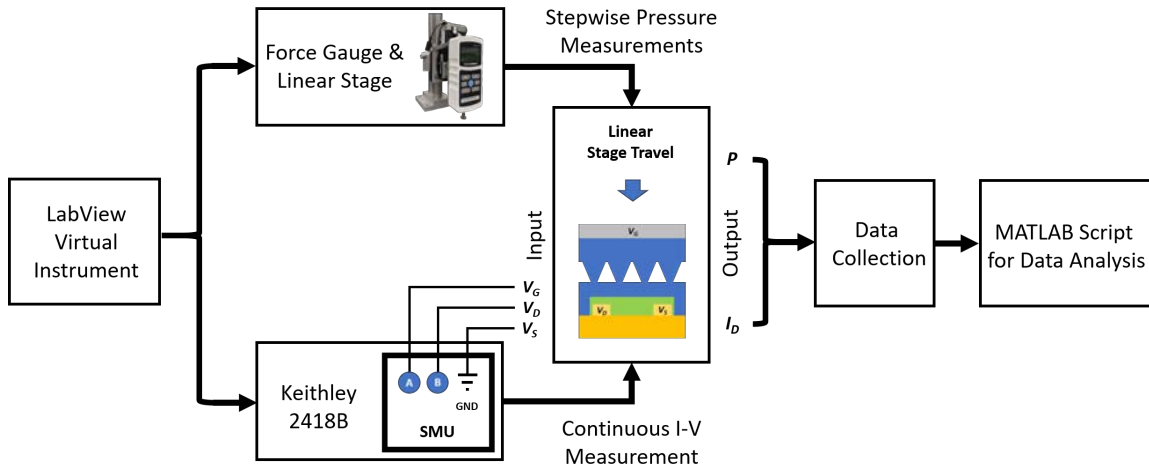 Stepwise Pressure
Measurements
Force Gauge &
Linear Stage
Linear
Stage Travel
LabView
Virtual
Instrument
Input
V_G
V_D
V_S
V_G
V_D
V_S
P
Output
I_D
Data
Collection
MATLAB Script
for Data Analysis
Keithley
2418B
A
B
GND
SMU
Continuous I-V
Measurement